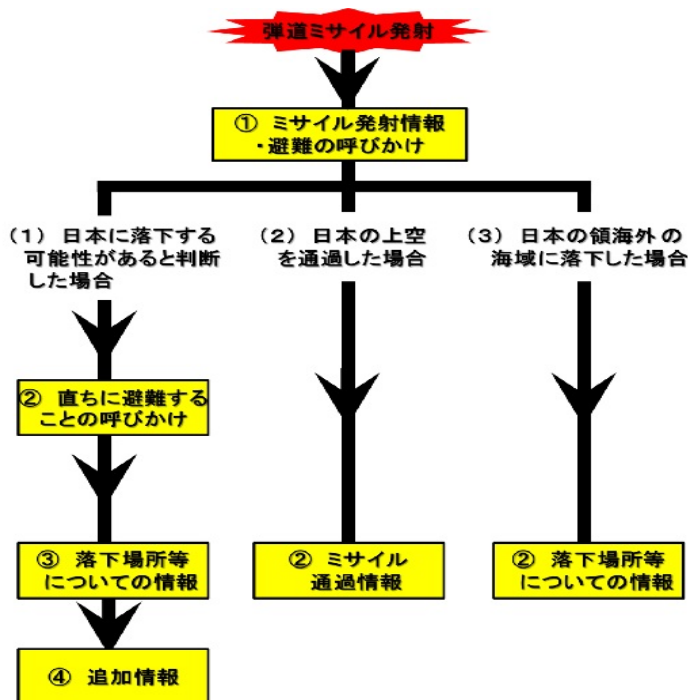 弾道ミサイル発射
① ミサイル発射情報
・避難の呼びかけ
(1) 日本に落下する
可能性があると判断
した場合
(2) 日本の上空
を通過した場合
(3) 日本の領海外の
海域に落下した場合
② 直ちに避難する
ことの呼びかけ
③ 落下場所等
についての情報
② ミサイル
通過情報
② 落下場所等
についての情報
④ 追加情報